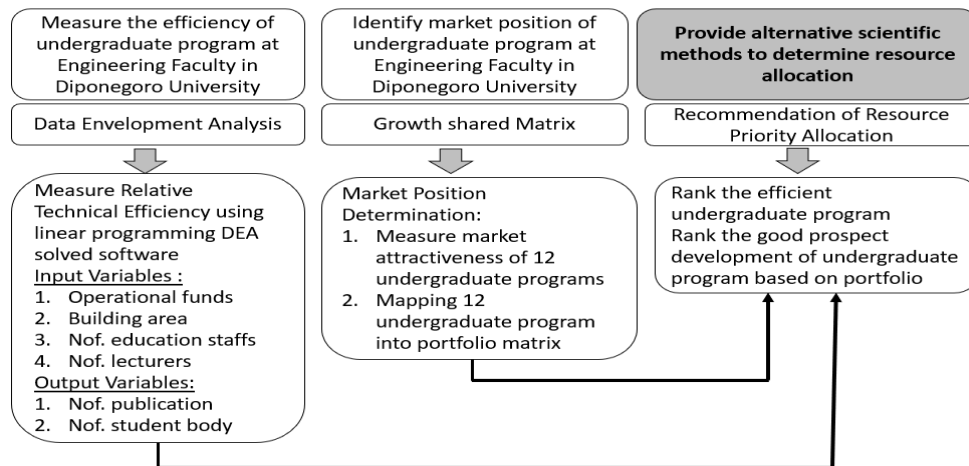 Measure the efficiency of
undergraduate program at
Engineering Faculty in
Diponegoro University
Data Envelopment Analysis
Measure Relative
Technical Efficiency using
linear programming DEA
solved software
Input Variables :
1. Operational funds
2. Building area
3. Nof. education staffs
4. Nof. lecturers
Output Variables:
1. Nof. publication
2. Nof. student body
Identify market position of
undergraduate program at
Engineering Faculty in
Diponegoro University
Growth shared Matrix
Market Position
Determination:
1. Measure market
attractiveness of 12
undergraduate programs
2. Mapping 12
undergraduate program
into portfolio matrix
Provide alternative scientific
methods to determine resource
allocation
Recommendation of Resource
Priority Allocation
Rank the efficient
undergraduate program
Rank the good prospect
development of undergraduate
program based on portfolio